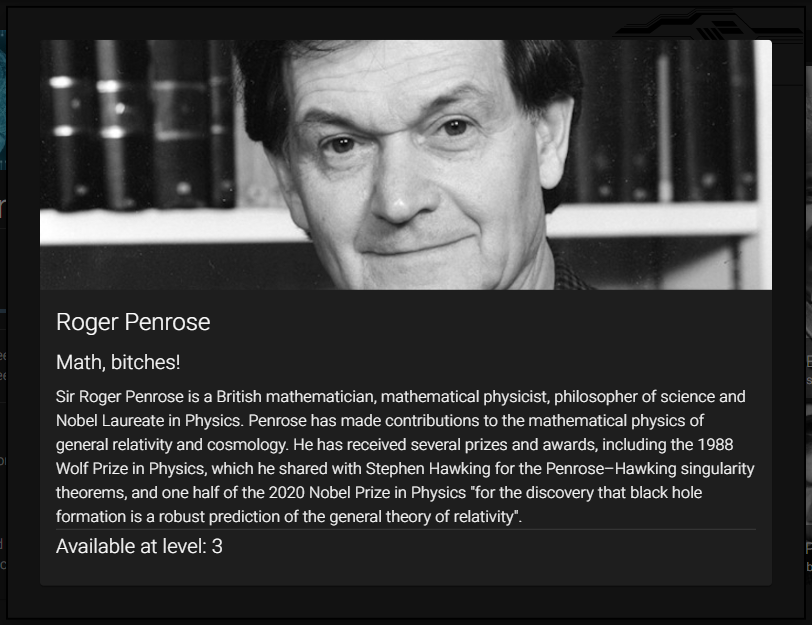 Roger Penrose
Math, bitches!
Sir Roger Penrose is a British mathematician, mathematical physicist, philosopher of science and
Nobel Laureate in Physics. Penrose has made contributions to the mathematical physics of
general relativity and cosmology. He has received several prizes and awards, including the 1988
Wolf Prize in Physics, which he shared with Stephen Hawking for the Penrose–Hawking singularity
theorems, and one half of the 2020 Nobel Prize in Physics "for the discovery that black hole
formation is a robust prediction of the general theory of relativity".
Available at level: 3